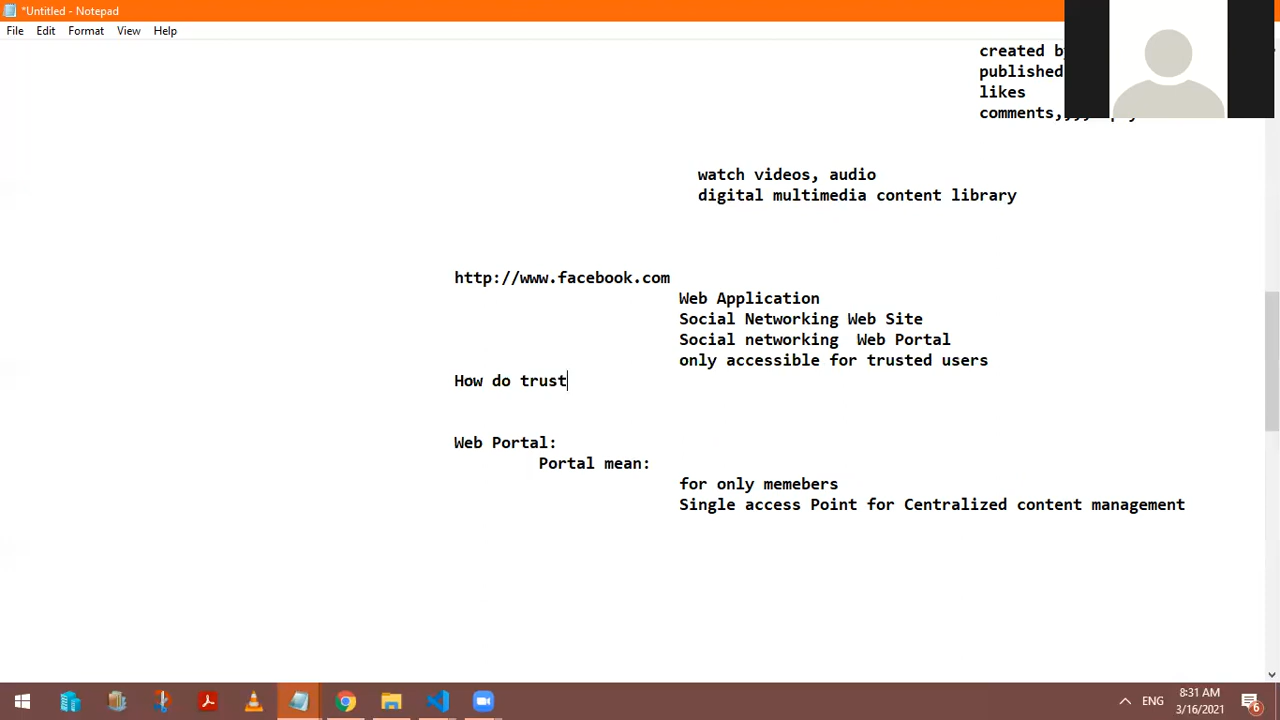 *Untitled - Notepad
File Edit Format View Help
created
published
likes
comments,
watch videos, audio
digital multimedia content library
http://www.facebook.com
Web Application
Social Networking Web Site
Social networking  Web Portal
only accessible for trusted users
How do trust
Web Portal:
Portal mean:
for only memebers
Single access Point for Centralized content management
ENG
8:31 AM
3/16/2021
6